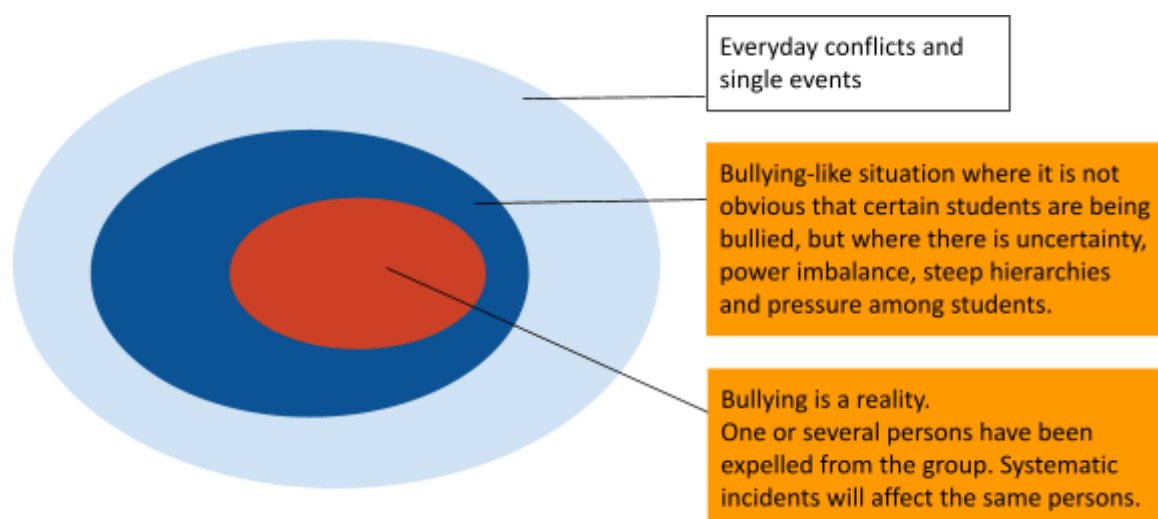 Everyday conflicts and
single events
Bullying-like situation where it is not
obvious that certain students are being
bullied, but where there is uncertainty,
power imbalance, steep hierarchies
and pressure among students.
Bullying is a reality.
One or several persons have been
expelled from the group. Systematic
incidents will affect the same persons.